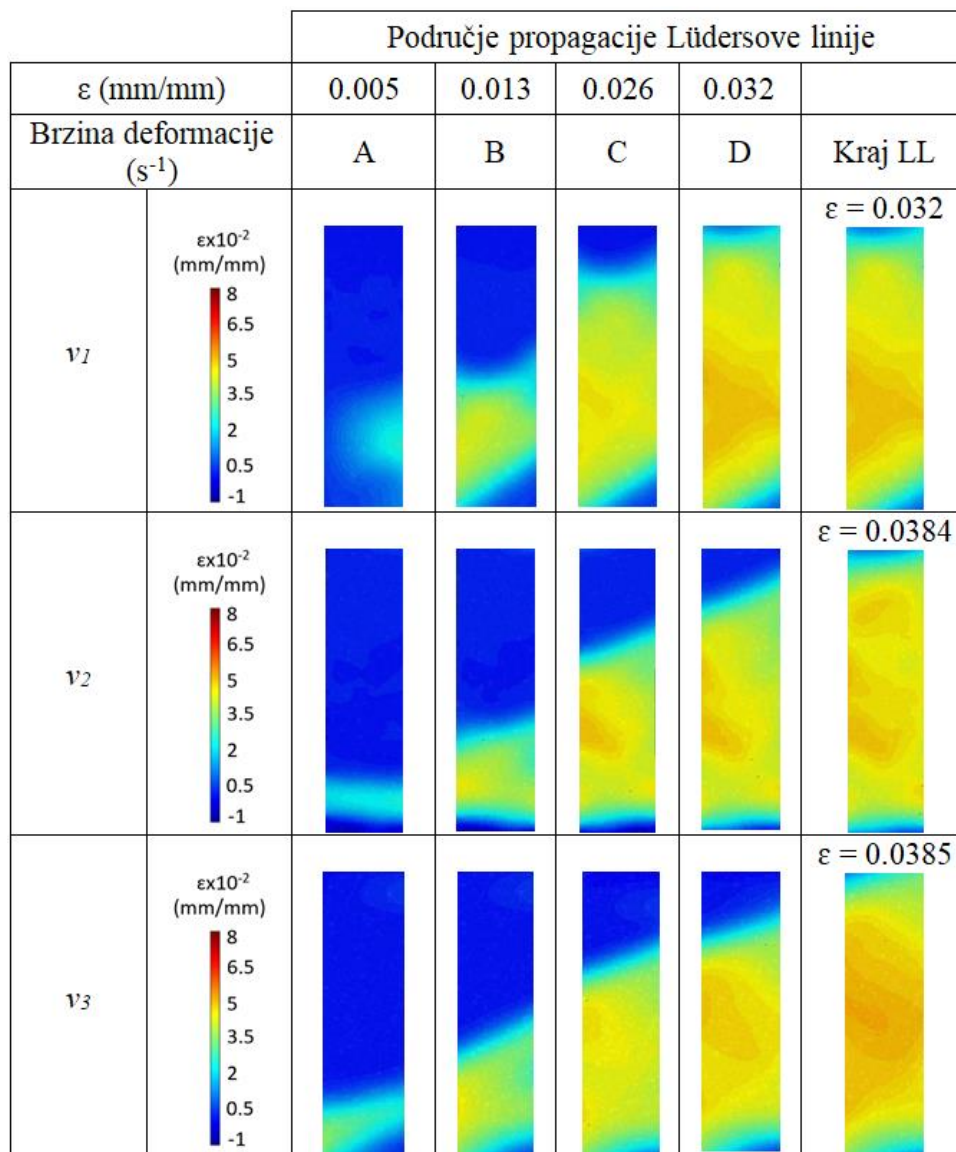 Područje propagacije Lüdersove linije
ε (mm/mm) 0.005 0.013 0.026 0.032
Brzina deformacije (s⁻¹) A B C D Kraj LL
ε = 0.032
v1
εx10⁻²
(mm/mm)
8
6.5
5
3.5
2
0.5
-1
ε = 0.0384
v2
εx10⁻²
(mm/mm)
8
6.5
5
3.5
2
0.5
-1
ε = 0.0385
v3
εx10⁻²
(mm/mm)
8
6.5
5
3.5
2
0.5
-1